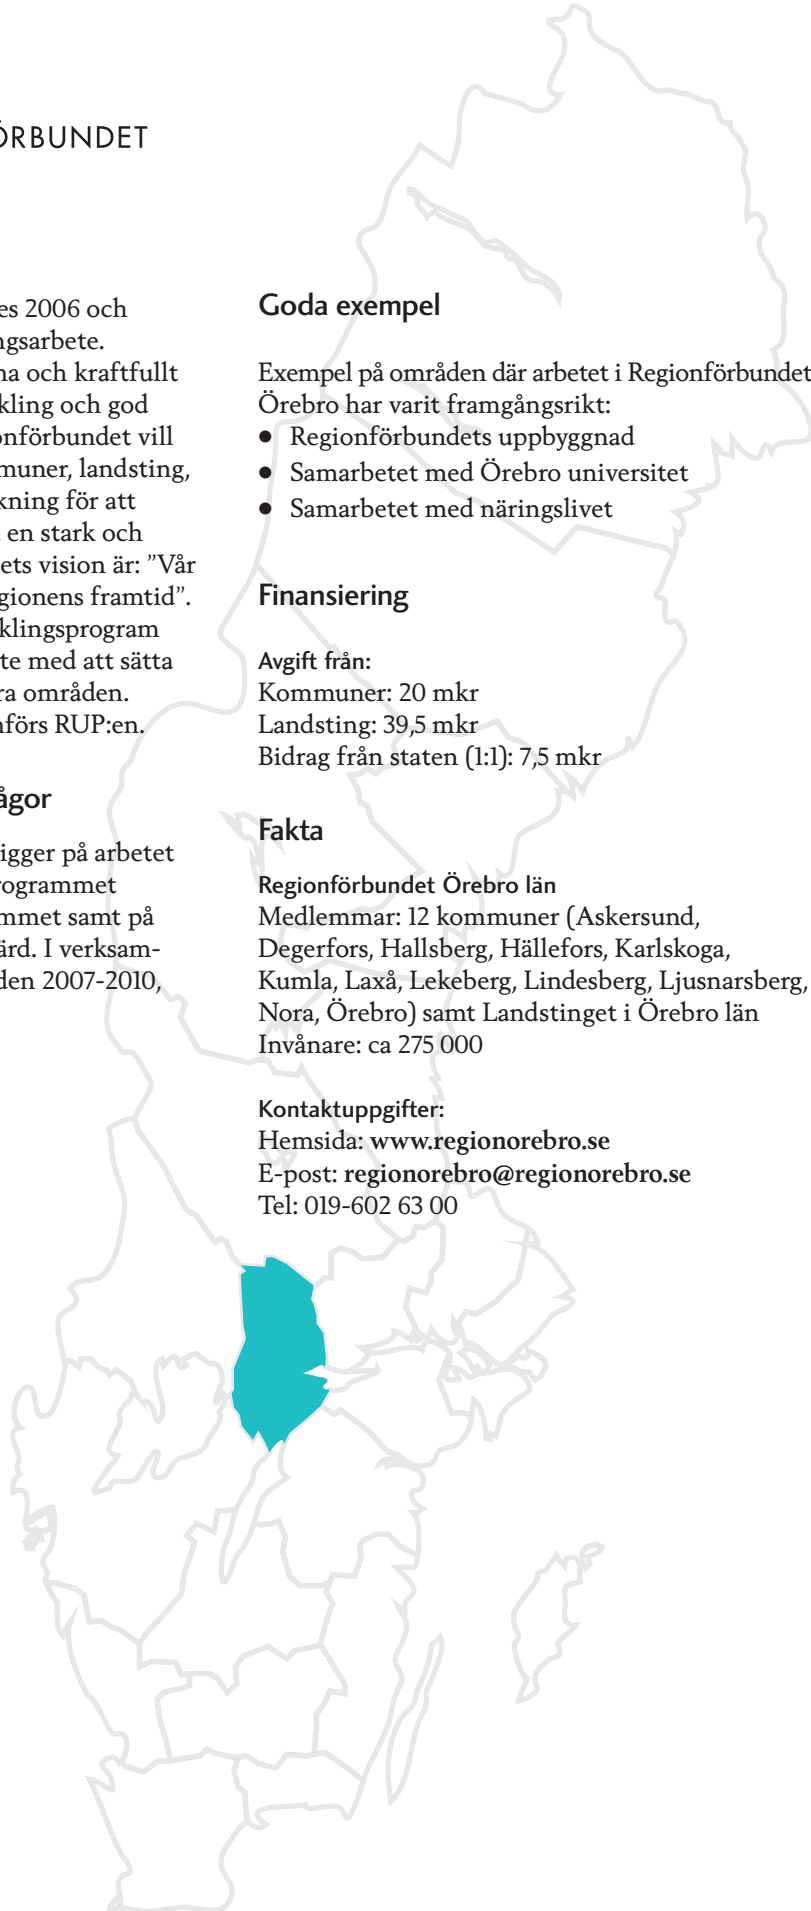 ÖRBUNDET
es 2006 och
ngsarbete.
na och kraftfullt
kling och god
onförbundet vill
muner, landsting,
kning för att
en stark och
ets vision är: ”Vår
gionens framtid”.
klingsprogram
te med att sätta
ra områden.
nförs RUP:en.
ågor
igger på arbetet
rogrammet
mmet samt på
ärd. I verksam-
den 2007-2010,
Goda exempel
Exempel på områden där arbetet i Regionförbundet
Örebro har varit framgångsrikt:
● Regionförbundets uppbyggnad
● Samarbetet med Örebro universitet
● Samarbetet med näringslivet
Finansiering
Avgift från:
Kommuner: 20 mkr
Landsting: 39,5 mkr
Bidrag från staten (1:1): 7,5 mkr
Fakta
Regionförbundet Örebro län
Medlemmar: 12 kommuner (Askersund,
Degerfors, Hallsberg, Hällefors, Karlskoga,
Kumla, Laxå, Lekeberg, Lindesberg, Ljusnarsberg,
Nora, Örebro) samt Landstinget i Örebro län
Invånare: ca 275 000
Kontaktuppgifter:
Hemsida: www.regionorebro.se
E-post: regionorebro@regionorebro.se
Tel: 019-602 63 00